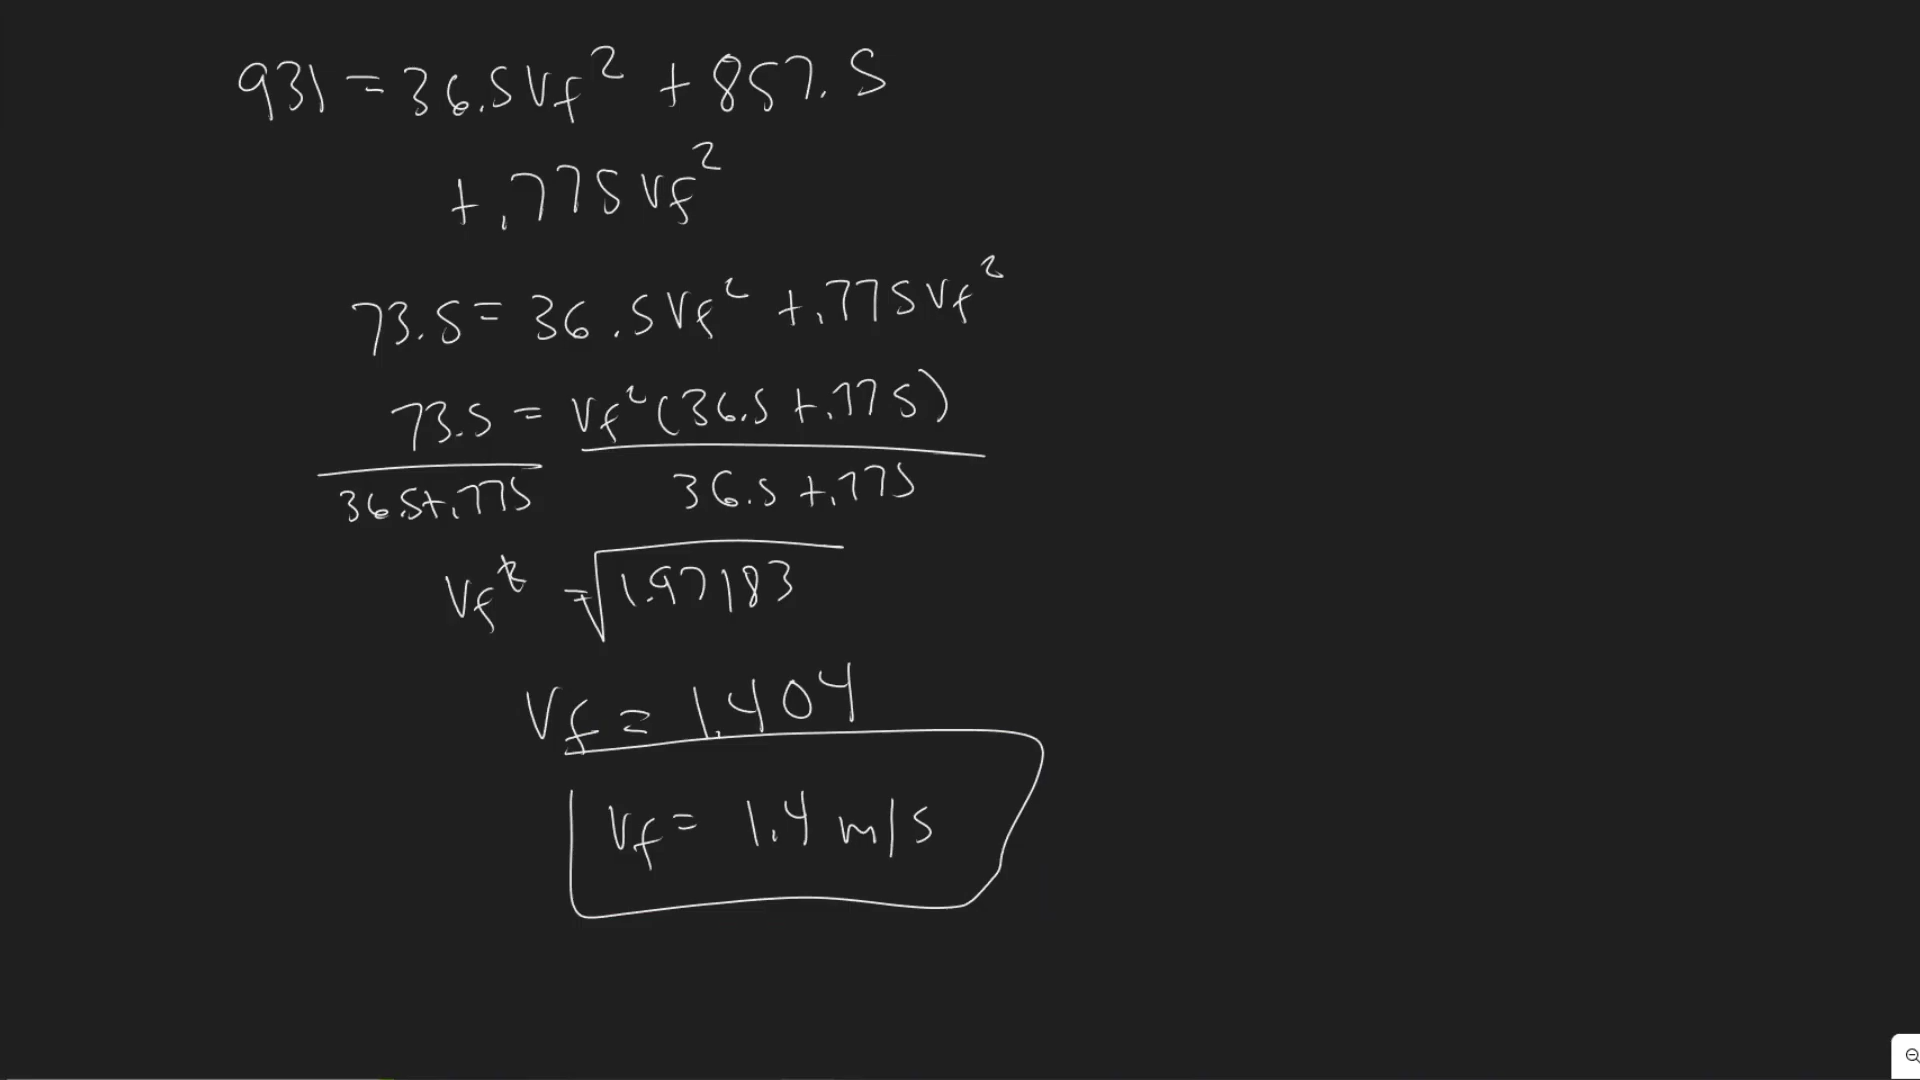 931 = 36.5vf² + 857.5
+.775vf²
73.5 = 36.5vf² +.775vf²
73.5 = vf²(36.5+.775)
36.5+.775 36.5+.775
vf² = √1.97183
vf = 1.404
vf = 1.4 m/s